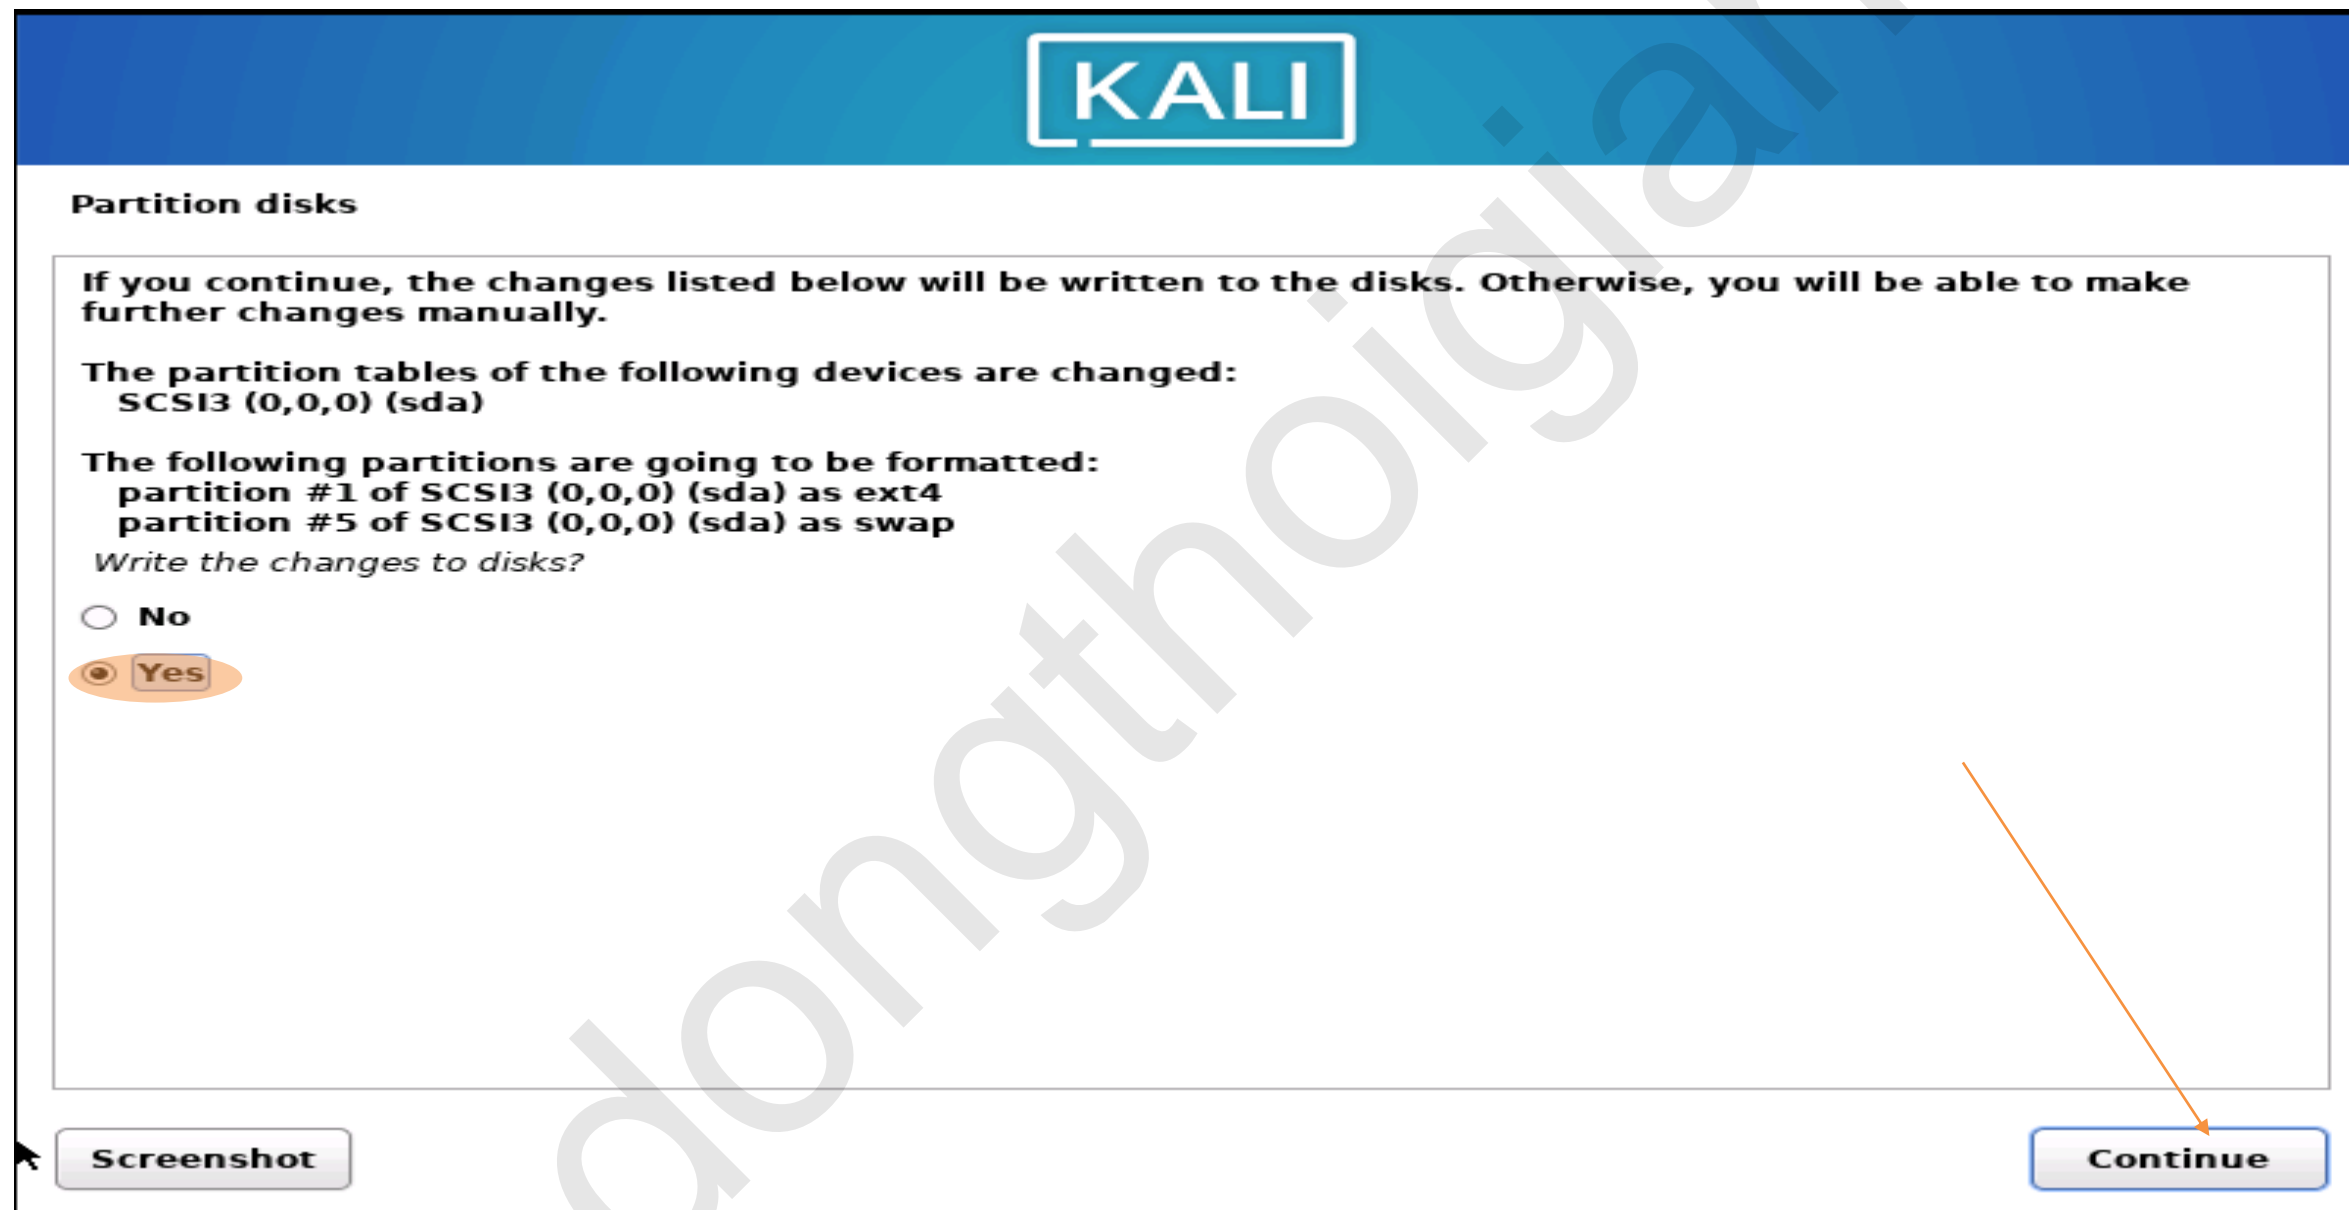 KALI
Partition disks
If you continue, the changes listed below will be written to the disks. Otherwise, you will be able to make
further changes manually.
The partition tables of the following devices are changed:
SCSI3 (0,0,0) (sda)
The following partitions are going to be formatted:
partition #1 of SCSI3 (0,0,0) (sda) as ext4
partition #5 of SCSI3 (0,0,0) (sda) as swap
Write the changes to disks?
No
Yes
Screenshot
Continue
dongthoigian